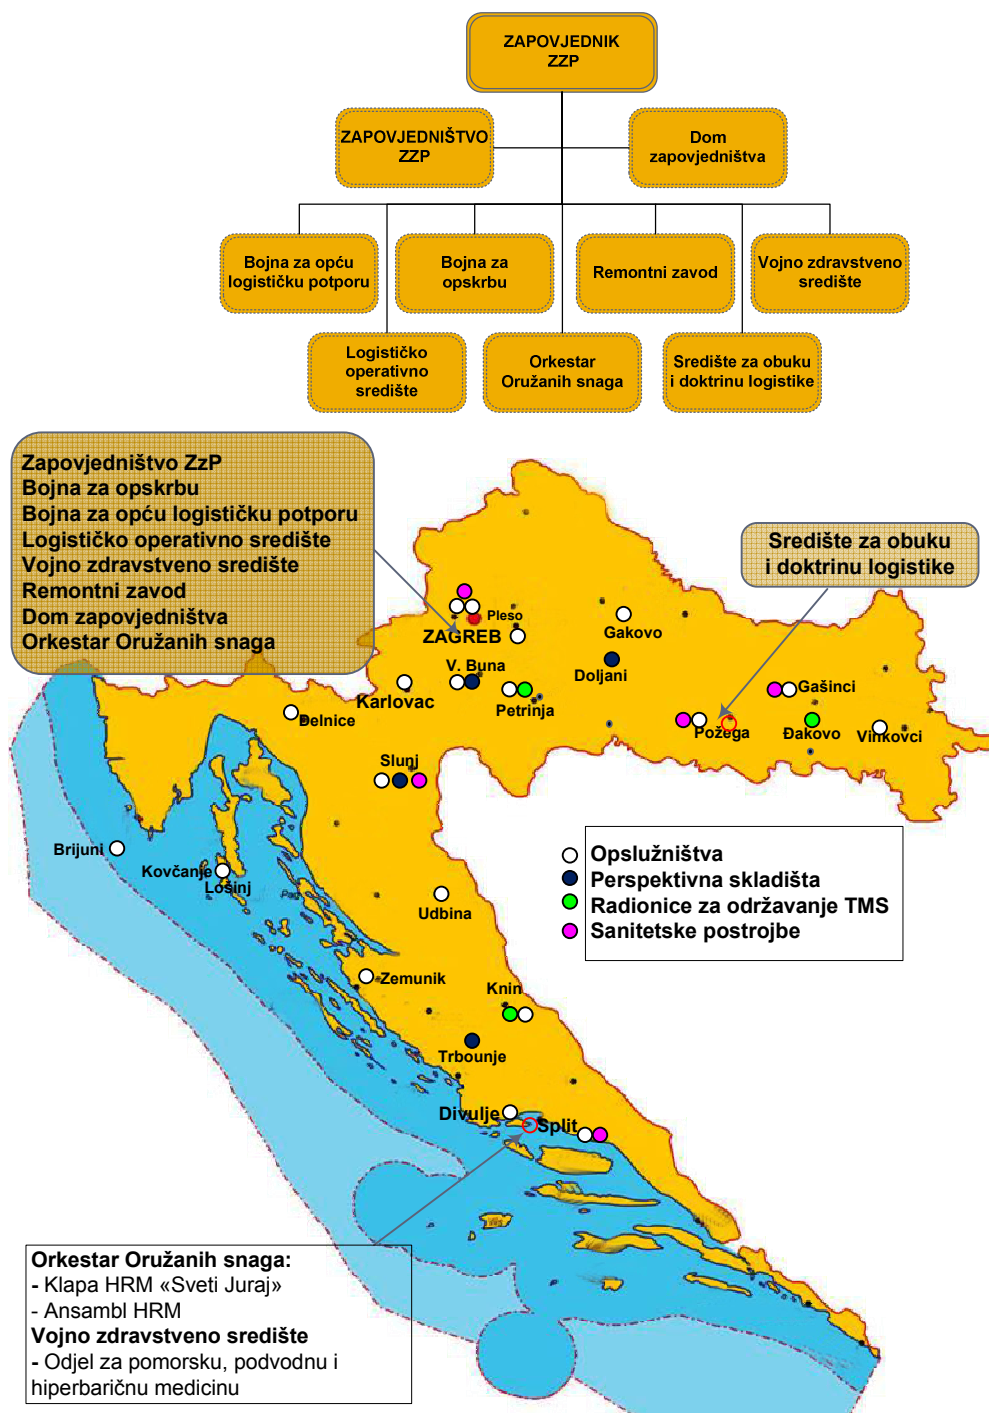 ZAPOVJEDNIK
ZZP
ZAPOVJEDNIŠTVO
ZZP
Dom
zapovjedništva
Bojna za opću
logističku potporu
Bojna za
opskrbu
Remontni zavod
Vojno zdravstveno
središte
Logističko
operativno
središte
Orkestar
Oružanih snaga
Središte za obuku
i doktrinu logistike
Zapovjedništvo ZzP
Bojna za opskrbu
Bojna za opću logističku potporu
Logističko operativno središte
Vojno zdravstveno središte
Remontni zavod
Dom zapovjedništva
Orkestar Oružanih snaga
Središte za obuku
i doktrinu logistike
Pleso
ZAGREB
Gakovo
V. Buna
Doljani
Karlovac
Petrinja
Gašinci
Delnice
Požega
Đakovo
Vinkovci
Slunj
Brijuni
Kovčanje
Lošinj
Pag
Udbina
Opslužništva
Perspektivna skladišta
Radionice za održavanje TMS
Sanitetske postrojbe
Zemunik
Knin
Trbounje
Divulje
Split
Orkestar Oružanih snaga:
- Klapa HRM «Sveti Juraj»
- Ansambl HRM
Vojno zdravstveno središte
- Odjel za pomorsku, podvodnu i
hiperbaričnu medicinu